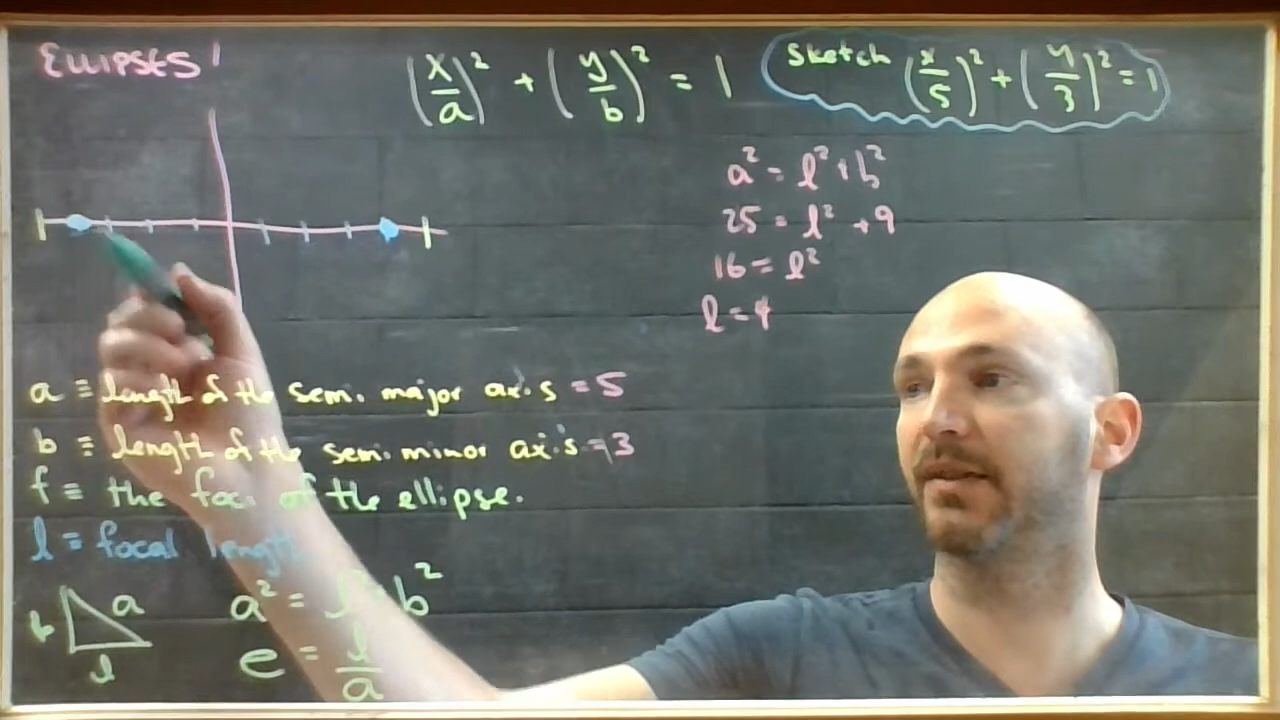 Ellipses!
(x/a)² + (y/b)² = 1
Sketch (x/5)² + (y/3)² = 1
a² = l² + b²
25 = l² + 9
16 = l²
l = 4
a ≡ length of the semi major axis = 5
b ≡ length of the semi minor axis = 3
f ≡ the foci of the ellipse.
l ≡ focal length
b a l
a² = l² + b²
e = l/a